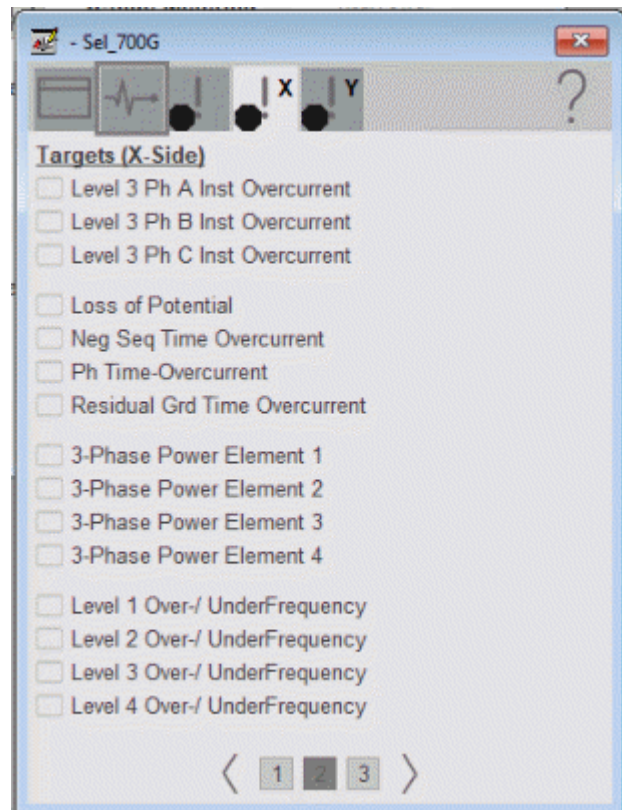 - Sel_700G
X Y ?
Targets (X-Side)
Level 3 Ph A Inst Overcurrent
Level 3 Ph B Inst Overcurrent
Level 3 Ph C Inst Overcurrent
Loss of Potential
Neg Seq Time Overcurrent
Ph Time-Overcurrent
Residual Grd Time Overcurrent
3-Phase Power Element 1
3-Phase Power Element 2
3-Phase Power Element 3
3-Phase Power Element 4
Level 1 Over-/ UnderFrequency
Level 2 Over-/ UnderFrequency
Level 3 Over-/ UnderFrequency
Level 4 Over-/ UnderFrequency
1 2 3